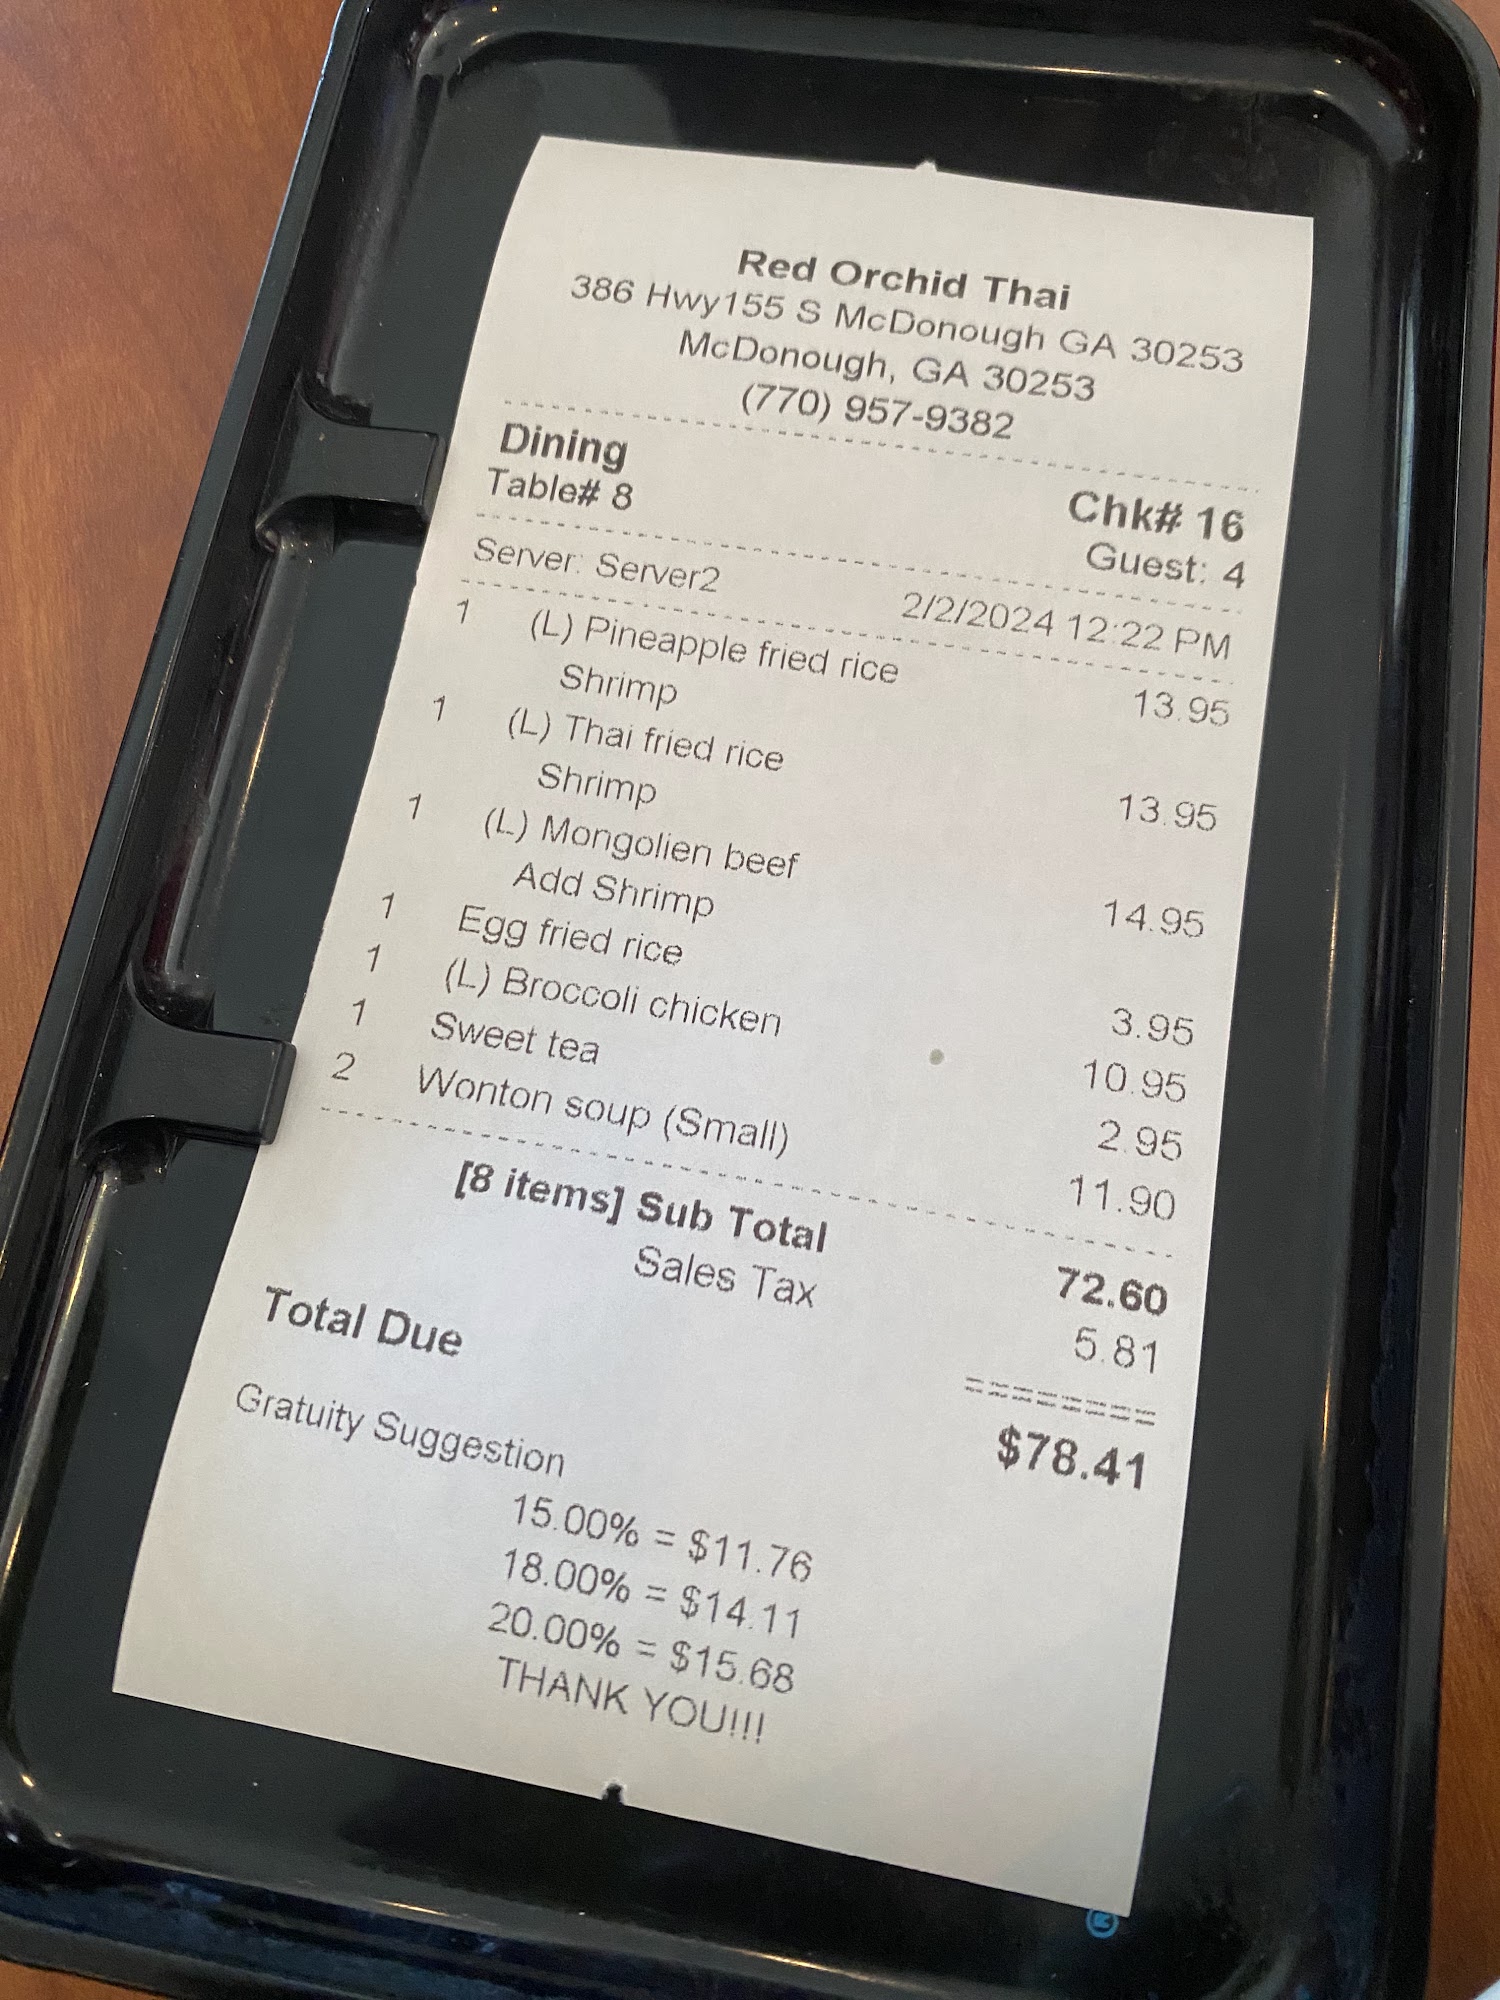 Red Orchid Thai
386 Hwy155 S McDonough GA 30253
McDonough, GA 30253
(770) 957-9382
Dining Chk# 16
Table# 8 Guest: 4
Server: Server2 2/2/2024 12:22 PM
1 (L) Pineapple fried rice 13.95
Shrimp
1 (L) Thai fried rice 13.95
Shrimp
1 (L) Mongolien beef 14.95
Add Shrimp
1 Egg fried rice 3.95
1 (L) Broccoli chicken 10.95
1 Sweet tea 2.95
2 Wonton soup (Small) 11.90
[8 items] Sub Total 72.60
Sales Tax 5.81
=======
Total Due $78.41
Gratuity Suggestion
15.00% = $11.76
18.00% = $14.11
20.00% = $15.68
THANK YOU!!!
®